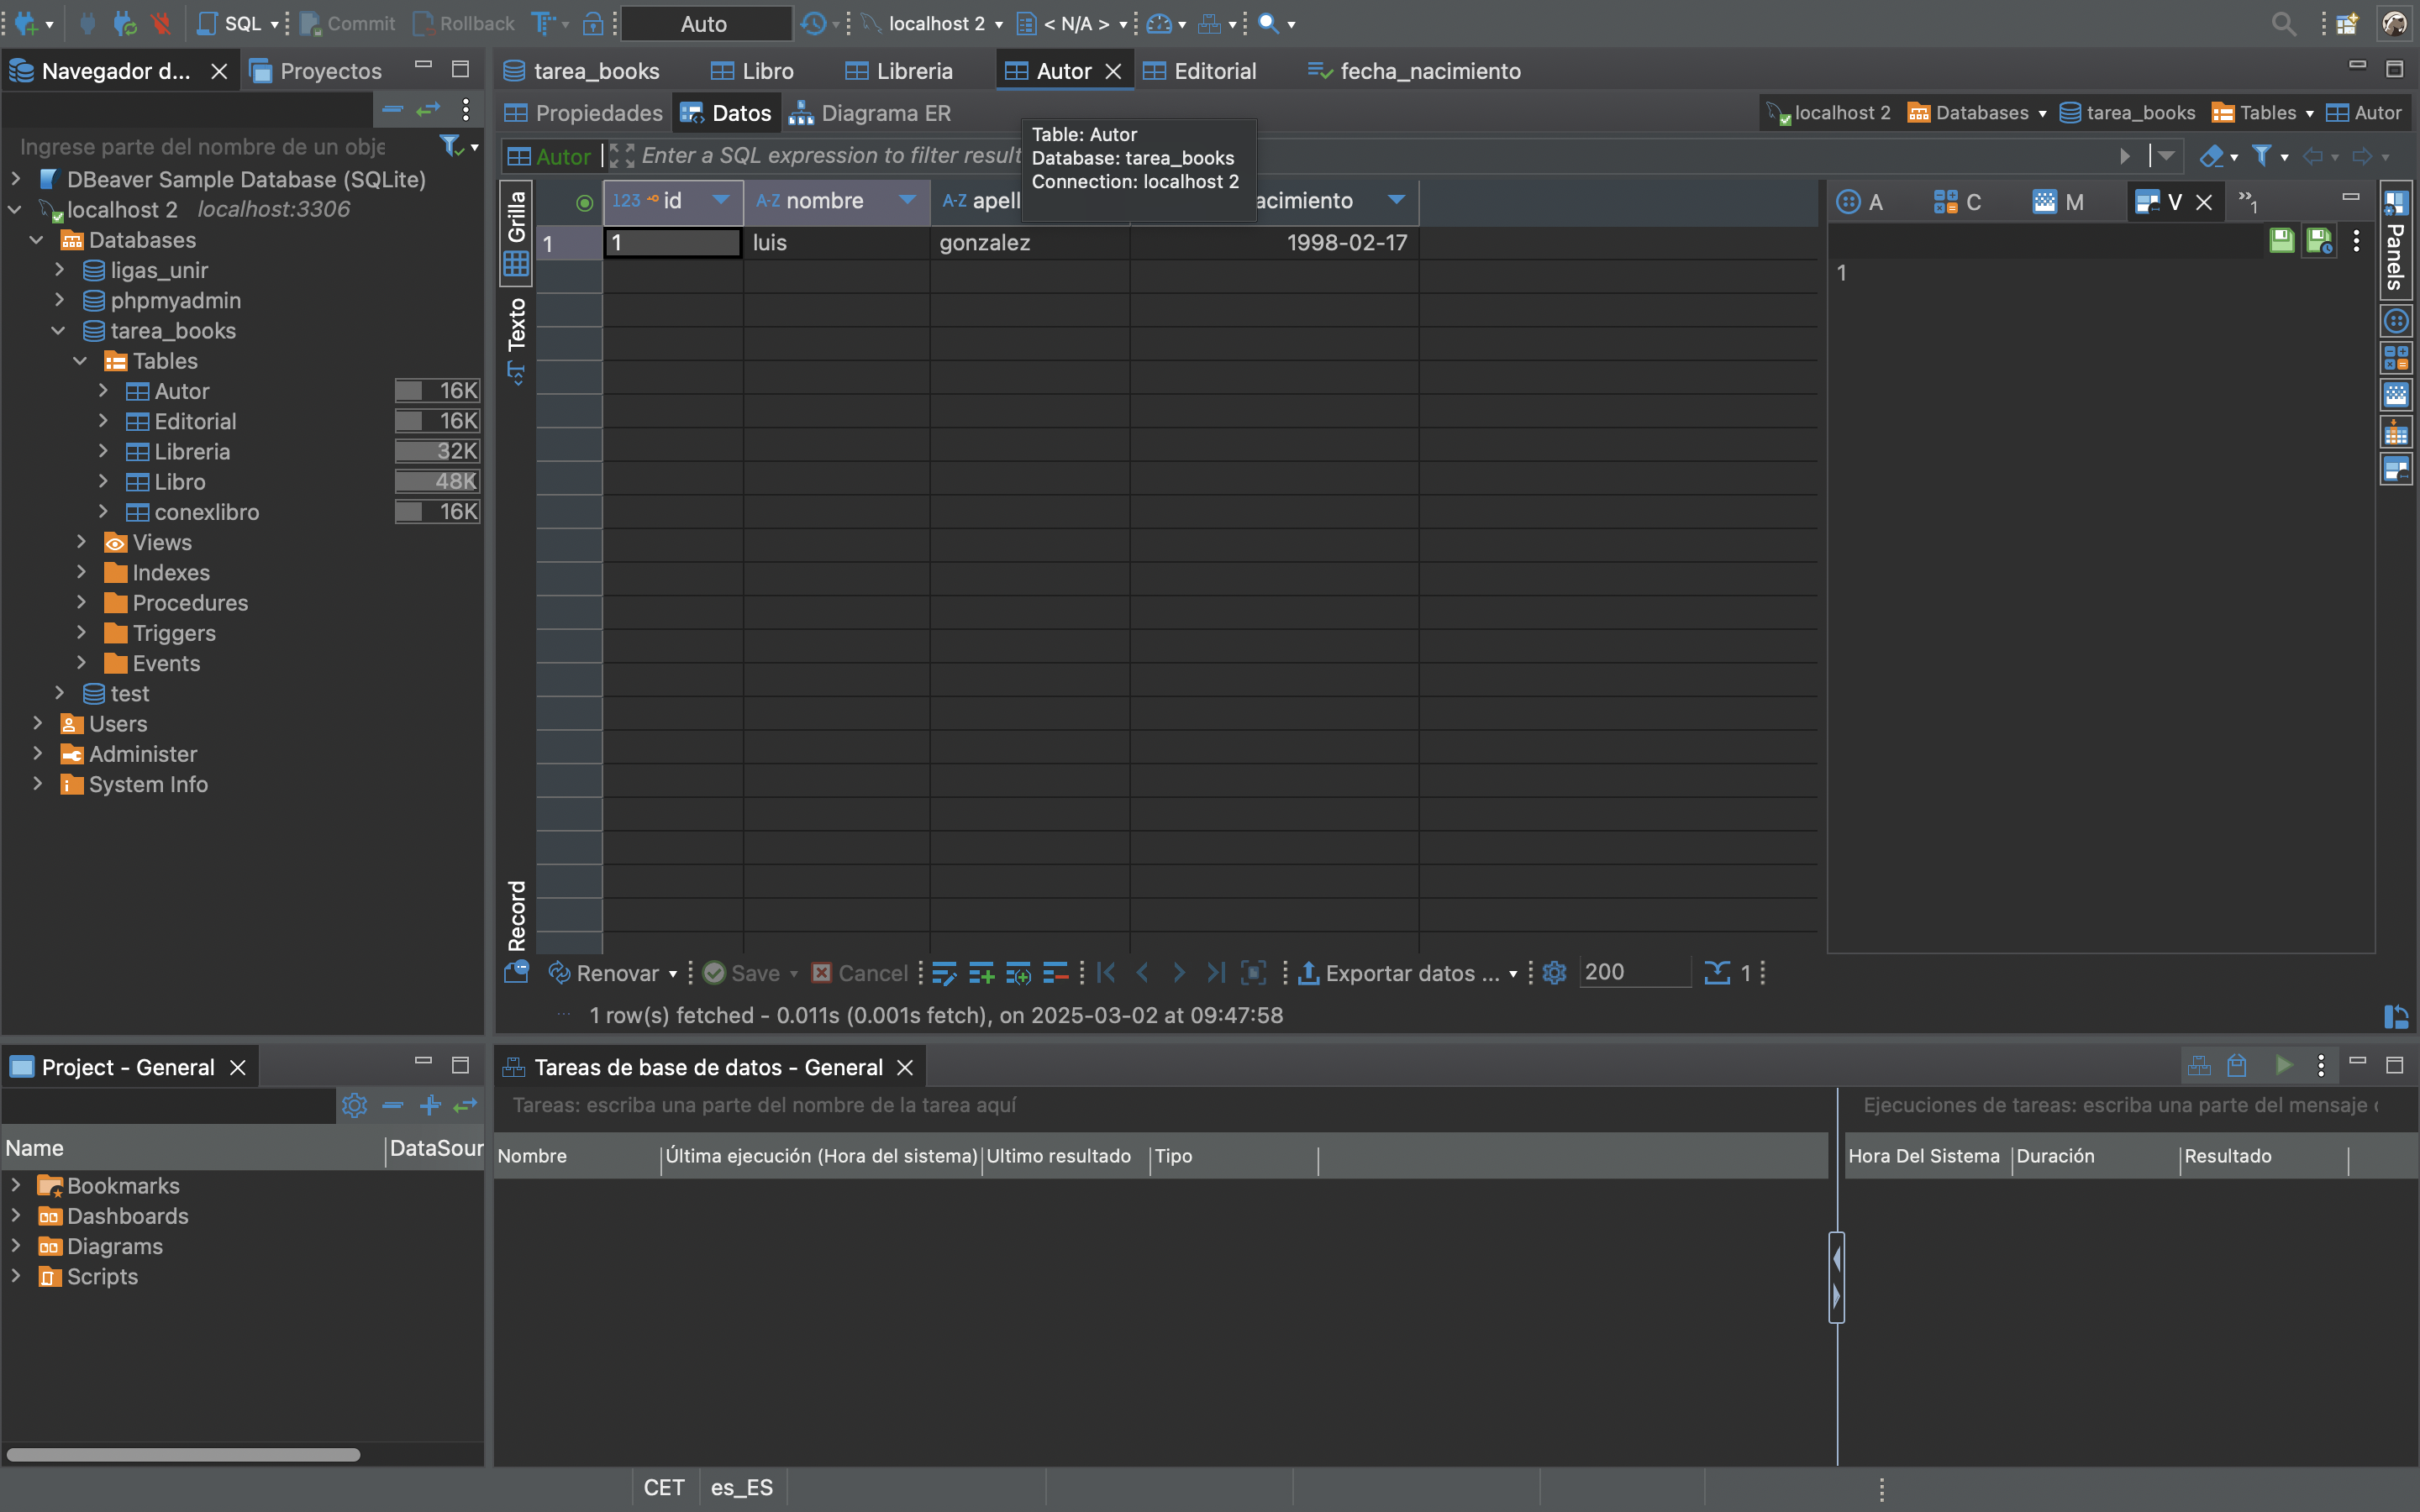 SQL Commit Rollback Auto localhost 2 < N/A >
Navegador d... Proyectos
Ingrese parte del nombre de un obje
DBeaver Sample Database (SQLite)
localhost 2 localhost:3306
Databases
ligas_unir
phpmyadmin
tarea_books
Tables
Autor 16K
Editorial 16K
Libreria 32K
Libro 48K
conexlibro 16K
Views
Indexes
Procedures
Triggers
Events
test
Users
Administer
System Info
tarea_books Libro Libreria Autor Editorial fecha_nacimiento
Propiedades Datos Diagrama ER
localhost 2 Databases tarea_books Tables Autor
Autor Enter a SQL expression to filter result
Table: Autor
Database: tarea_books
Connection: localhost 2
Grilla
Texto
Record
123 id A-Z nombre A-Z apell acimiento
1 1 luis gonzalez 1998-02-17
A C M V »1
1
Panels
Renovar Save Cancel Exportar datos ... 200 1
1 row(s) fetched - 0.011s (0.001s fetch), on 2025-03-02 at 09:47:58
Project - General
Name DataSour
Bookmarks
Dashboards
Diagrams
Scripts
Tareas de base de datos - General
Tareas: escriba una parte del nombre de la tarea aquí
Nombre Última ejecución (Hora del sistema) Ultimo resultado Tipo
Ejecuciones de tareas: escriba una parte del mensaje
Hora Del Sistema Duración Resultado
CET es_ES